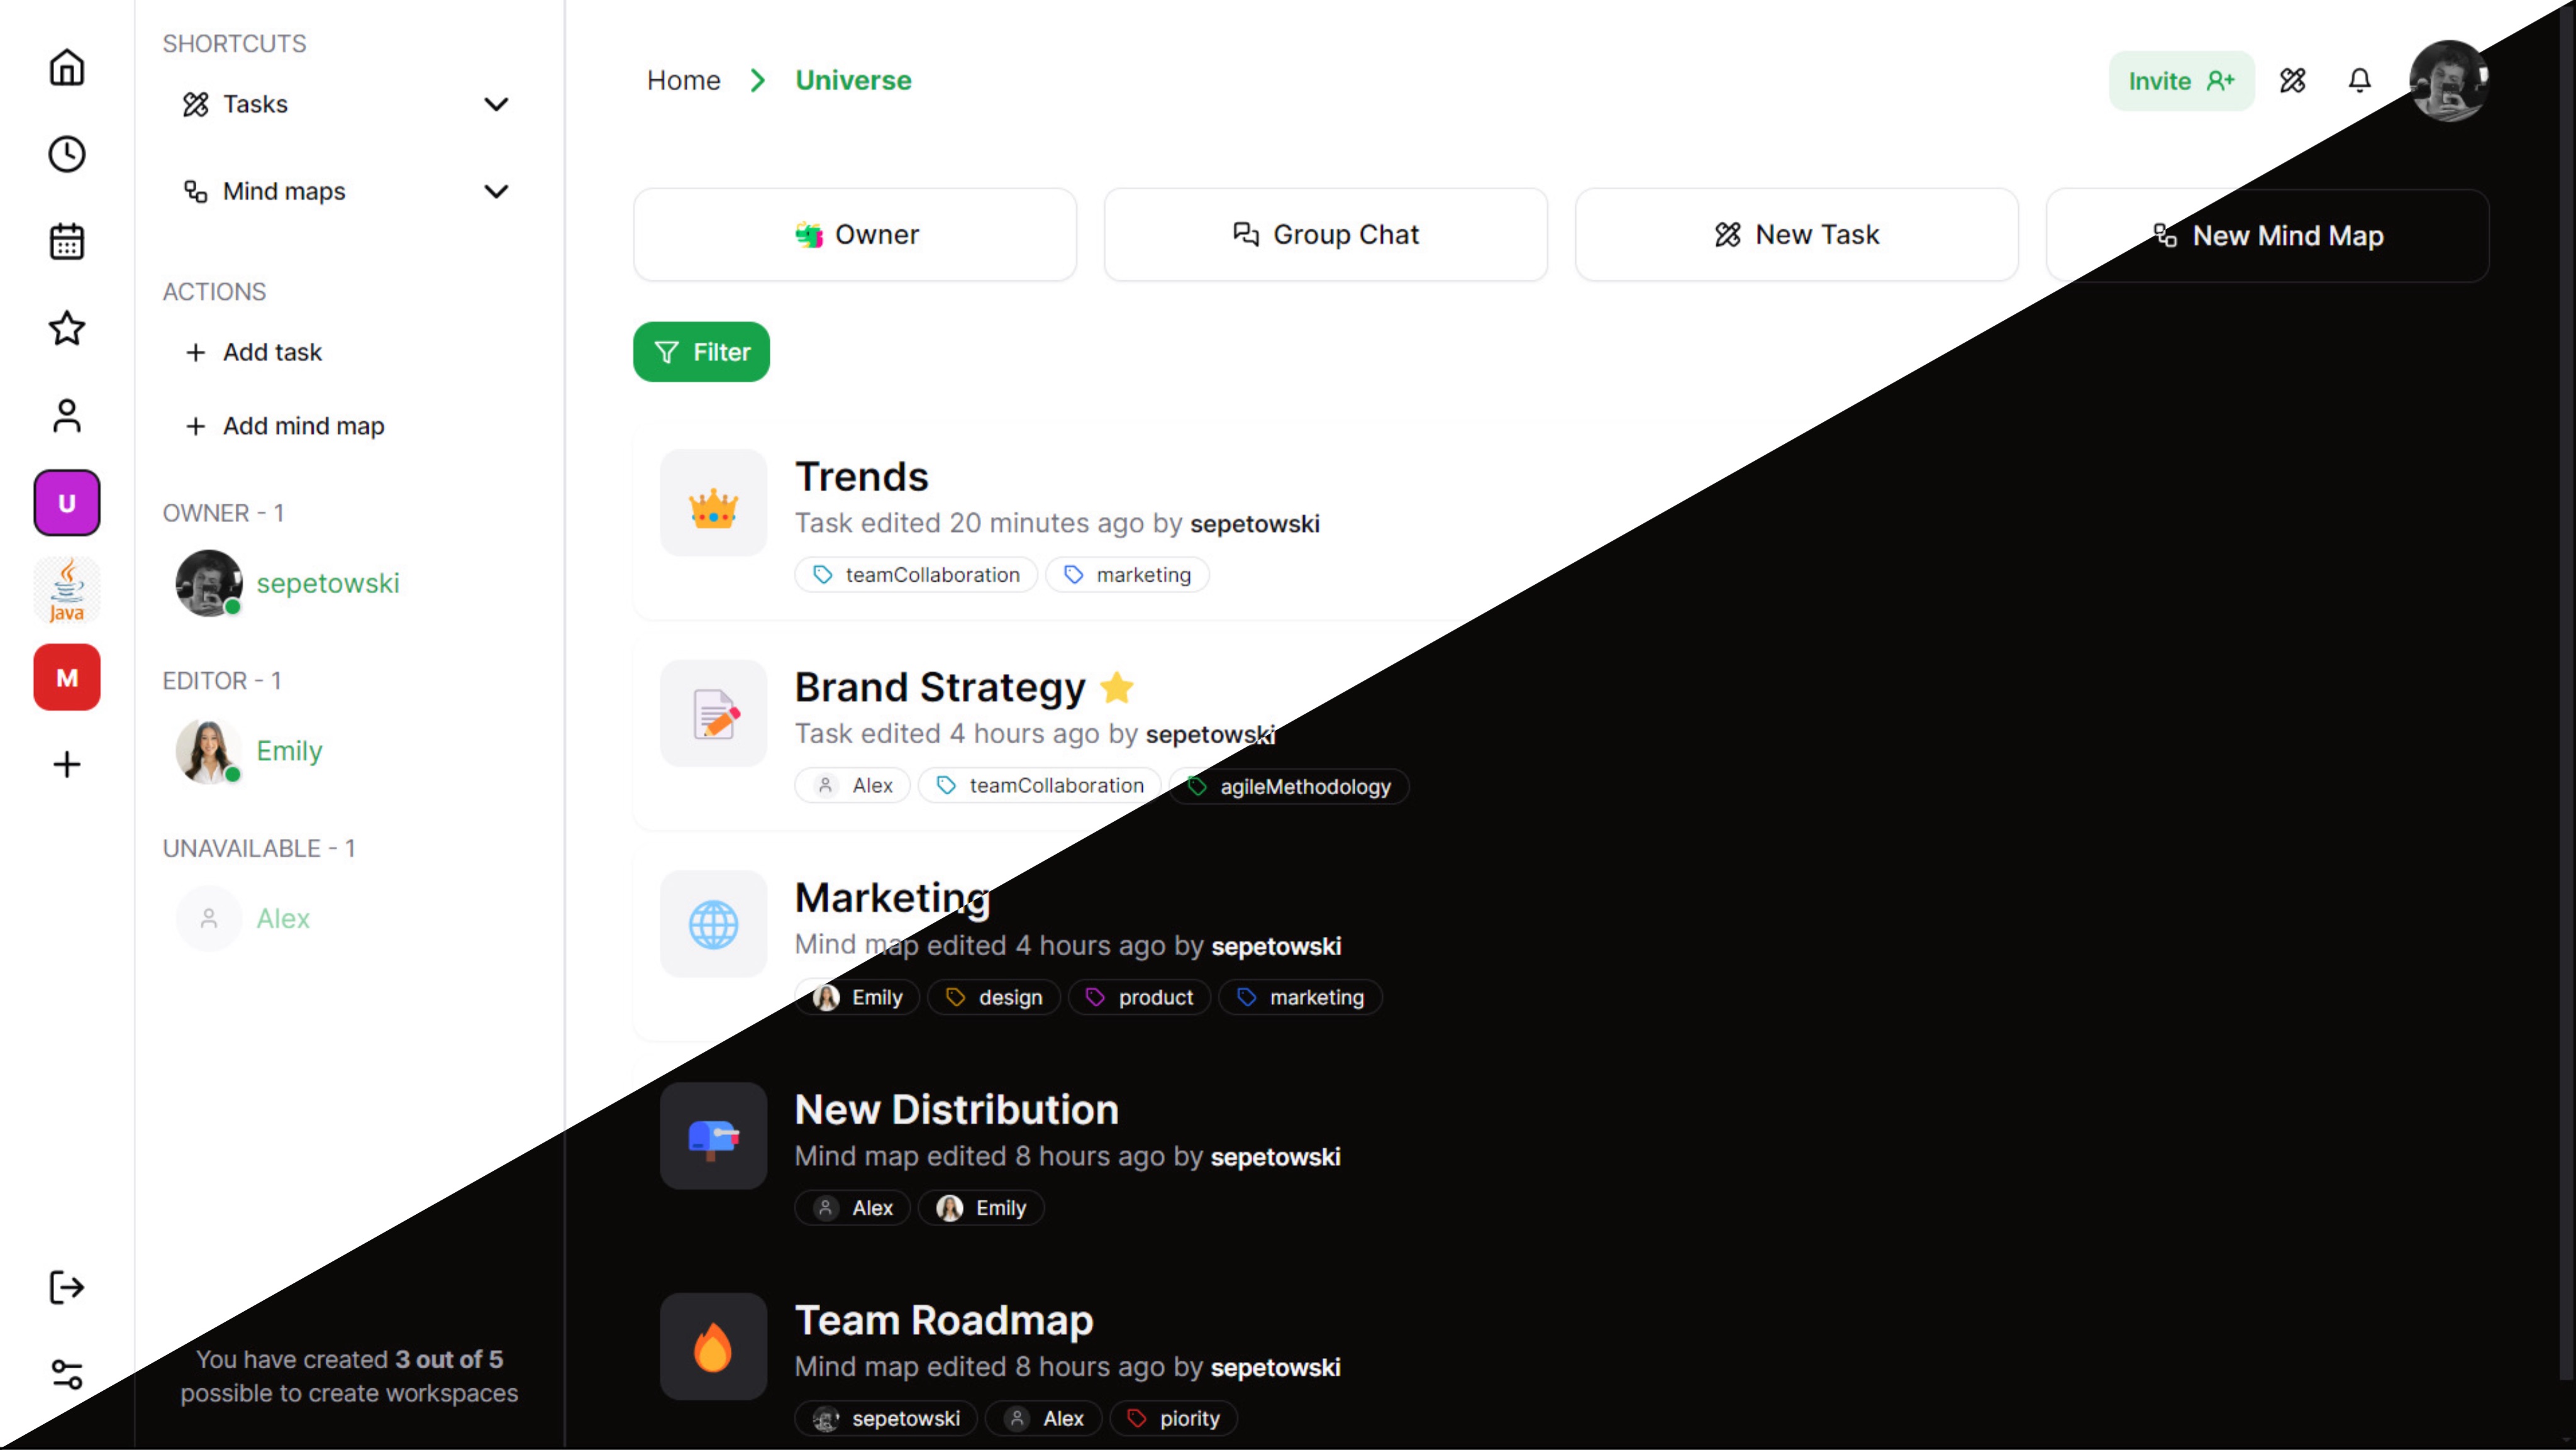 SHORTCUTS
Tasks
Mind maps
ACTIONS
Add task
Add mind map
U
Java
M
OWNER - 1
sepetowski
EDITOR - 1
Emily
UNAVAILABLE - 1
Alex
You have created 3 out of 5
possible to create workspaces
Home > Universe
Invite
Owner
Group Chat
New Task
New Mind Map
Filter
Trends
Task edited 20 minutes ago by sepetowski
teamCollaboration marketing
Brand Strategy
Task edited 4 hours ago by sepetowski
Alex teamCollaboration agileMethodology
Marketing
Mind map edited 4 hours ago by sepetowski
Emily design product marketing
New Distribution
Mind map edited 8 hours ago by sepetowski
Alex Emily
Team Roadmap
Mind map edited 8 hours ago by sepetowski
sepetowski Alex piority